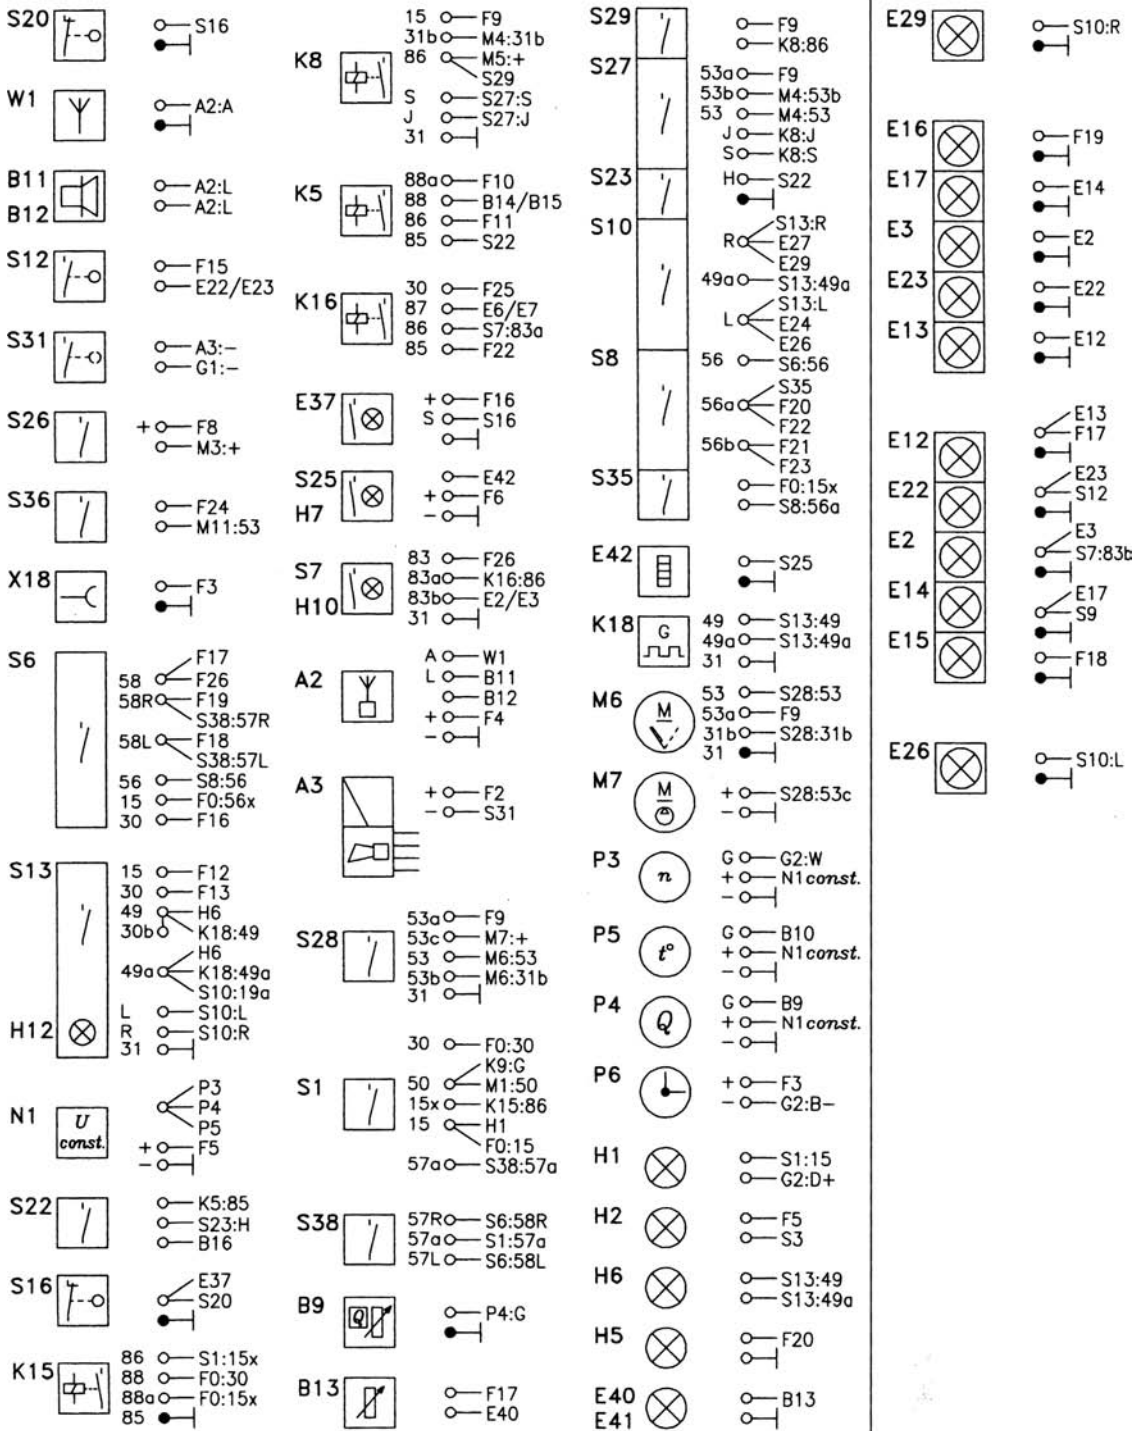 S20
S16
W1
A2:A
B11
A2:L
B12
A2:L
S12
F15
E22/E23
S31
A3:-
G1:-
S26
+ F8
M3:+
S36
F24
M11:53
X18
F3
S6
F17
58 F26
58R F19
S38:57R
58L F18
S38:57L
56 S8:56
15 F0:56x
30 F16
S13
15 F12
30 F13
49 H6
30b K18:49
H6
49a K18:49a
S10:19a
L S10:L
H12
R S10:R
31
N1
U
const.
P3
P4
P5
+ F5
-
S22
K5:85
S23:H
B16
S16
E37
S20
K15
86 S1:15x
88 F0:30
88a F0:15x
85
K8
15 F9
31b M4:31b
86 M5:+
S29
S S27:S
J S27:J
31
K5
88a F10
88 B14/B15
86 F11
85 S22
K16
30 F25
87 E6/E7
86 S7:83a
85 F22
E37
+ F16
S S16
S25
E42
H7
+ F6
-
S7
83 F26
83a K16:86
H10
83b E2/E3
31
A2
A W1
L B11
B12
+ F4
-
A3
+ F2
- S31
S28
53a F9
53c M7:+
53 M6:53
53b M6:31b
31
S1
30 F0:30
K9:G
50 M1:50
15x K15:86
15 H1
F0:15
57a S38:57a
S38
57R S6:58R
57a S1:57a
57L S6:58L
B9
Q
P4:G
B13
F17
E40
S29
F9
K8:86
S27
53a F9
53b M4:53b
53 M4:53
J K8:J
S K8:S
S23
H S22
S10
S13:R
R E27
E29
49a S13:49a
S13:L
L E24
E26
S8
56 S6:56
S35
56a F20
F22
56b F21
F23
S35
F0:15x
S8:56a
E42
S25
K18
G
49 S13:49
49a S13:49a
31
M6
M
53 S28:53
53a F9
31b S28:31b
31
M7
M
+ S28:53c
-
P3
n
G G2:W
+ N1const.
-
P5
t°
G B10
+ N1const.
-
P4
Q
G B9
+ N1const.
-
P6
+ F3
- G2:B-
H1
S1:15
G2:D+
H2
F5
S3
H6
S13:49
S13:49a
H5
F20
E40
B13
E41
E29
S10:R
E16
F19
E17
E14
E3
E2
E23
E22
E13
E12
E12
E13
F17
E22
E23
S12
E2
E3
S7:83b
E14
E17
S9
E15
F18
E26
S10:L